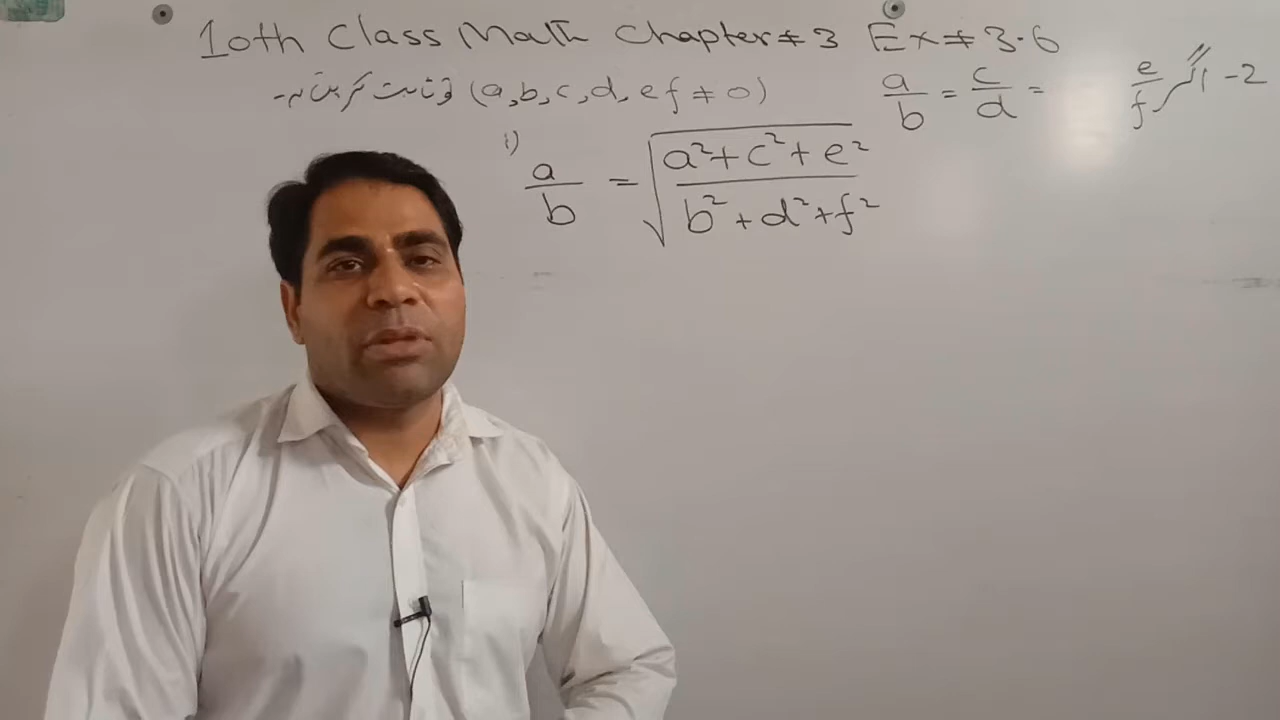 10th Class Math Chapter # 3 Ex # 3.6
2- اگر a/b = c/d = e/f
تو ثابت کریں کہ (a,b,c,d,e f ≠ 0)
i) a/b = √((a²+c²+e²)/(b²+d²+f²))